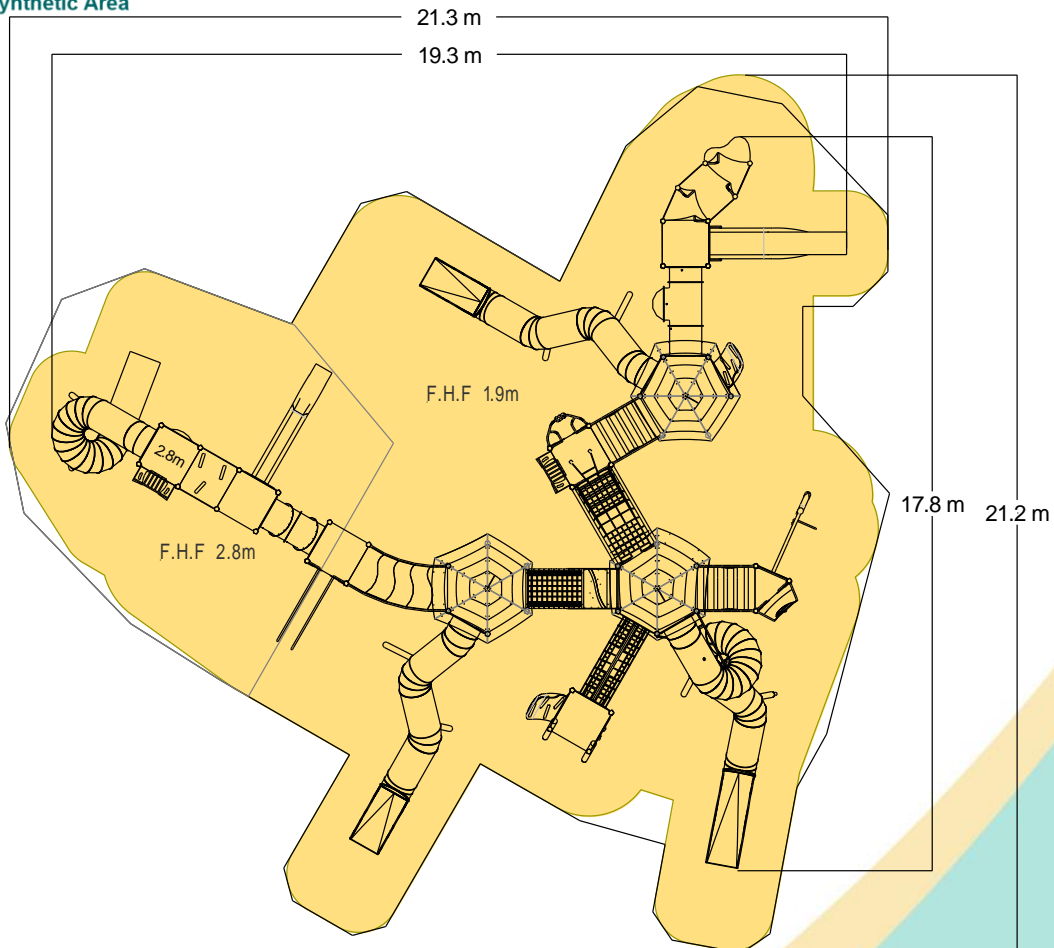 ynthetic Area
21.3 m
19.3 m
F.H.F 1.9m
2.8m
17.8 m
21.2 m
F.H.F 2.8m